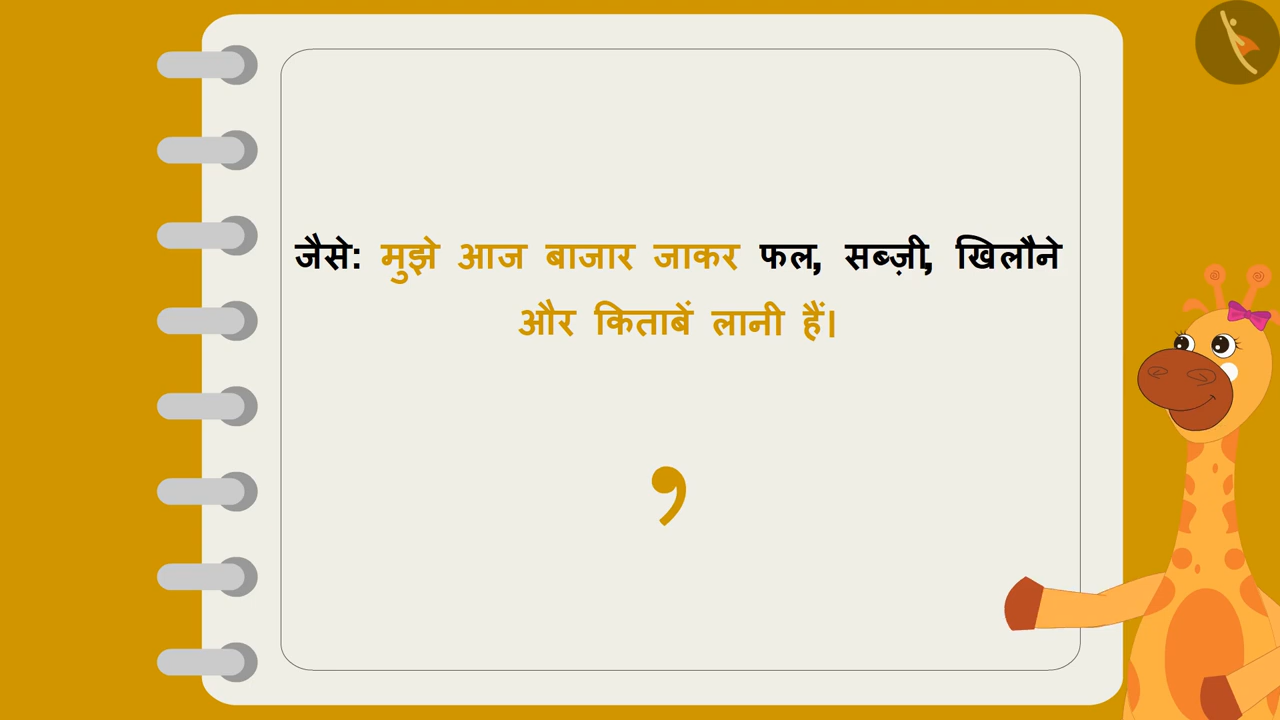 जैसे: मुझे आज बाजार जाकर फल, सब्ज़ी, खिलौने
और किताबें लानी हैं।
,